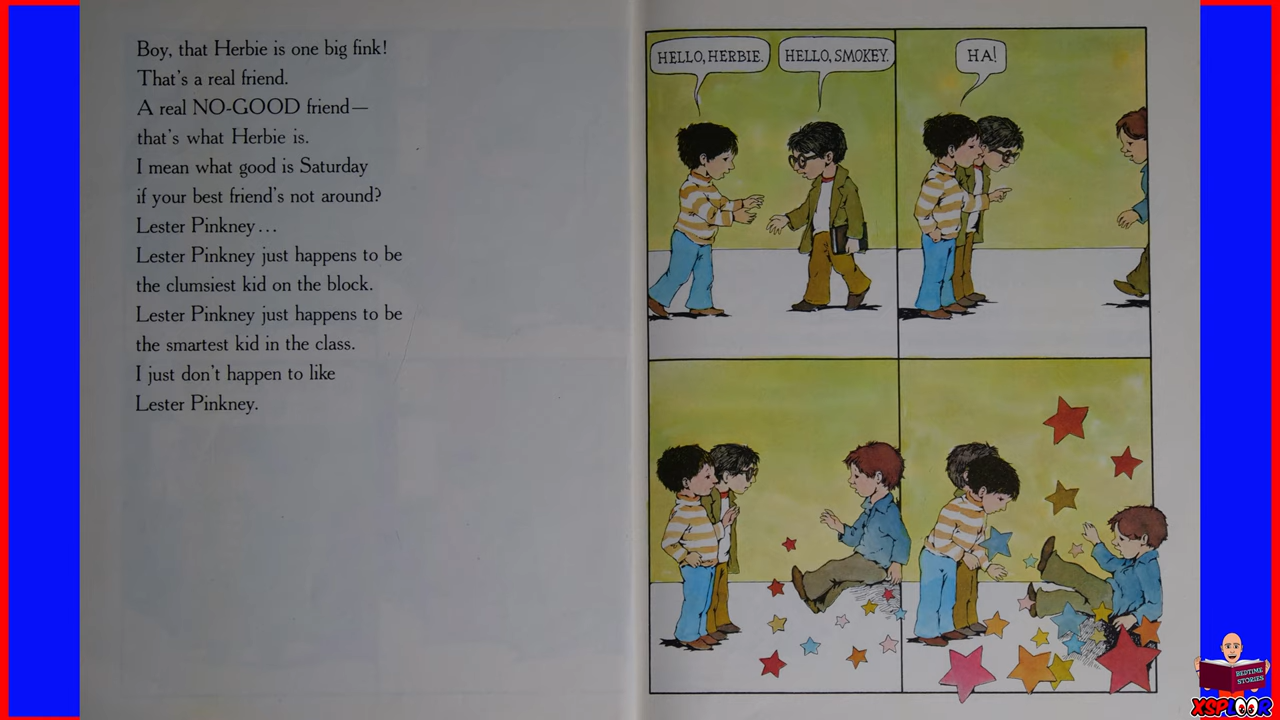 Boy, that Herbie is one big fink!
That's a real friend.
A real NO-GOOD friend—
that's what Herbie is.
I mean what good is Saturday
if your best friend's not around?
Lester Pinkney...
Lester Pinkney just happens to be
the clumsiest kid on the block.
Lester Pinkney just happens to be
the smartest kid in the class.
I just don't happen to like
Lester Pinkney.
HELLO, HERBIE.
HELLO, SMOKEY.
HA!
BEDTIME
STORIES
XSPLOOR